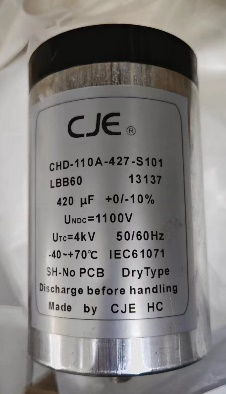 CJE®
CHD-110A-427-S101
LBB60 13137
420 µF +0/-10%
UNDC=1100V
UTC=4kV 50/60Hz
-40~+70℃ IEC61071
SH-No PCB DryType
Discharge before handling
Made by CJE HC